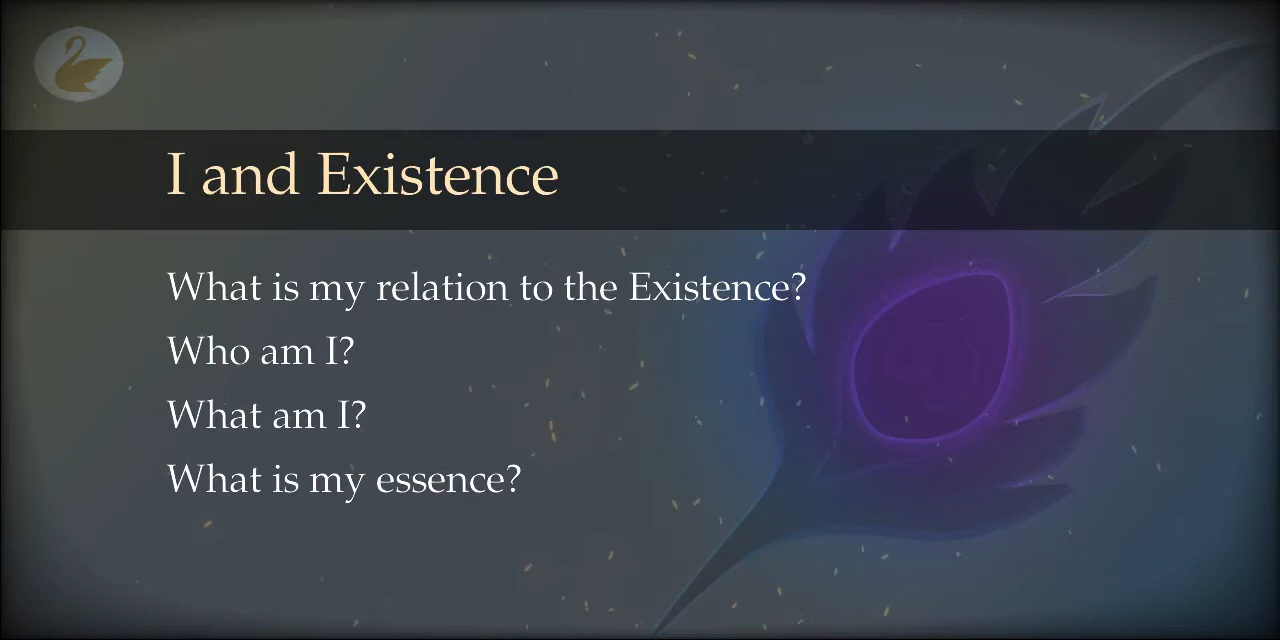 I and Existence
What is my relation to the Existence?
Who am I?
What am I?
What is my essence?